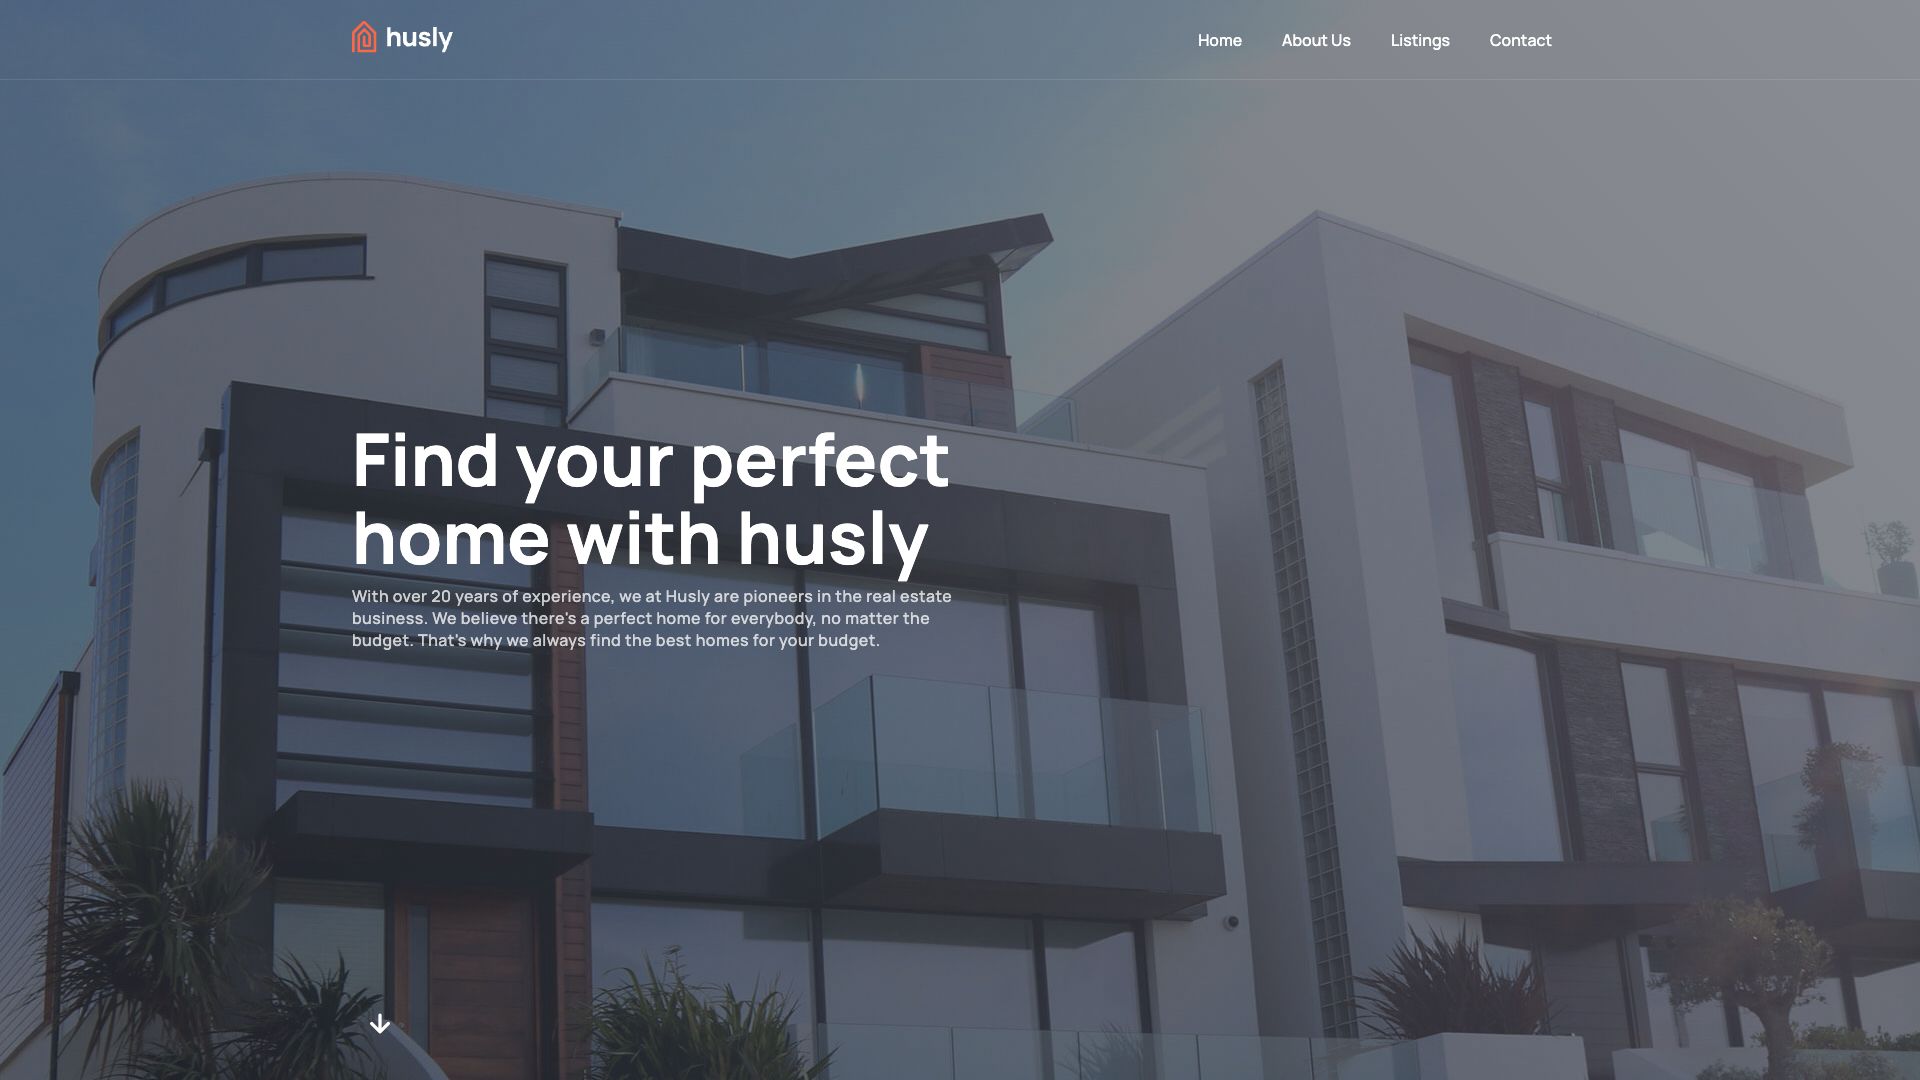 husly
Home
About Us
Listings
Contact
Find your perfect
home with husly
With over 20 years of experience, we at Husly are pioneers in the real estate
business. We believe there's a perfect home for everybody, no matter the
budget. That's why we always find the best homes for your budget.